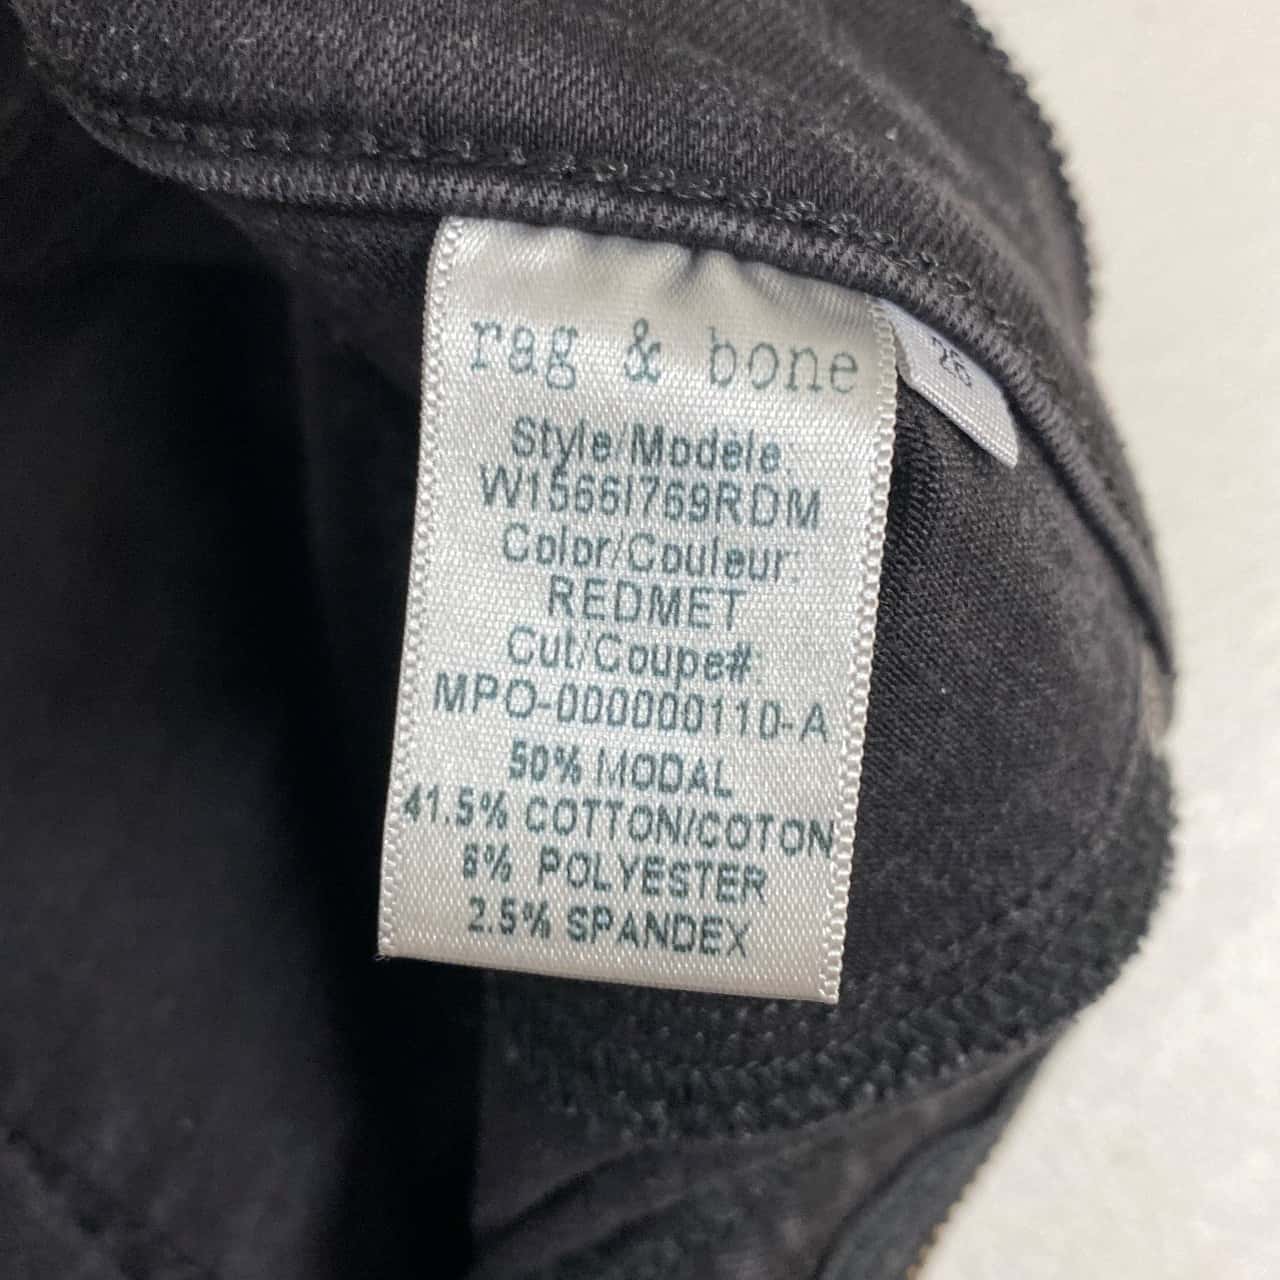 rag & bone
Style/Modele:
W1566I769RDM
Color/Couleur:
REDMET
Cut/Coupe#:
MPO-000000110-A
50% MODAL
41.5% COTTON/COTON
6% POLYESTER
2.5% SPANDEX